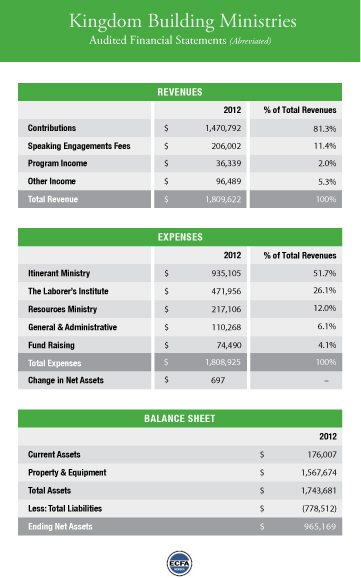 Kingdom Building Ministries
Audited Financial Statements (Abreviated)
REVENUES
2012 % of Total Revenues
Contributions $ 1,470,792 81.3%
Speaking Engagements Fees $ 206,002 11.4%
Program Income $ 36,339 2.0%
Other Income $ 96,489 5.3%
Total Revenue $ 1,809,622 100%
EXPENSES
2012 % of Total Revenues
Itinerant Ministry $ 935,105 51.7%
The Laborer's Institute $ 471,956 26.1%
Resources Ministry $ 217,106 12.0%
General & Administrative $ 110,268 6.1%
Fund Raising $ 74,490 4.1%
Total Expenses $ 1,808,925 100%
Change in Net Assets $ 697 –
BALANCE SHEET
2012
Current Assets $ 176,007
Property & Equipment $ 1,567,674
Total Assets $ 1,743,681
Less: Total Liabilities $ (778,512)
Ending Net Assets $ 965,169
ECFA